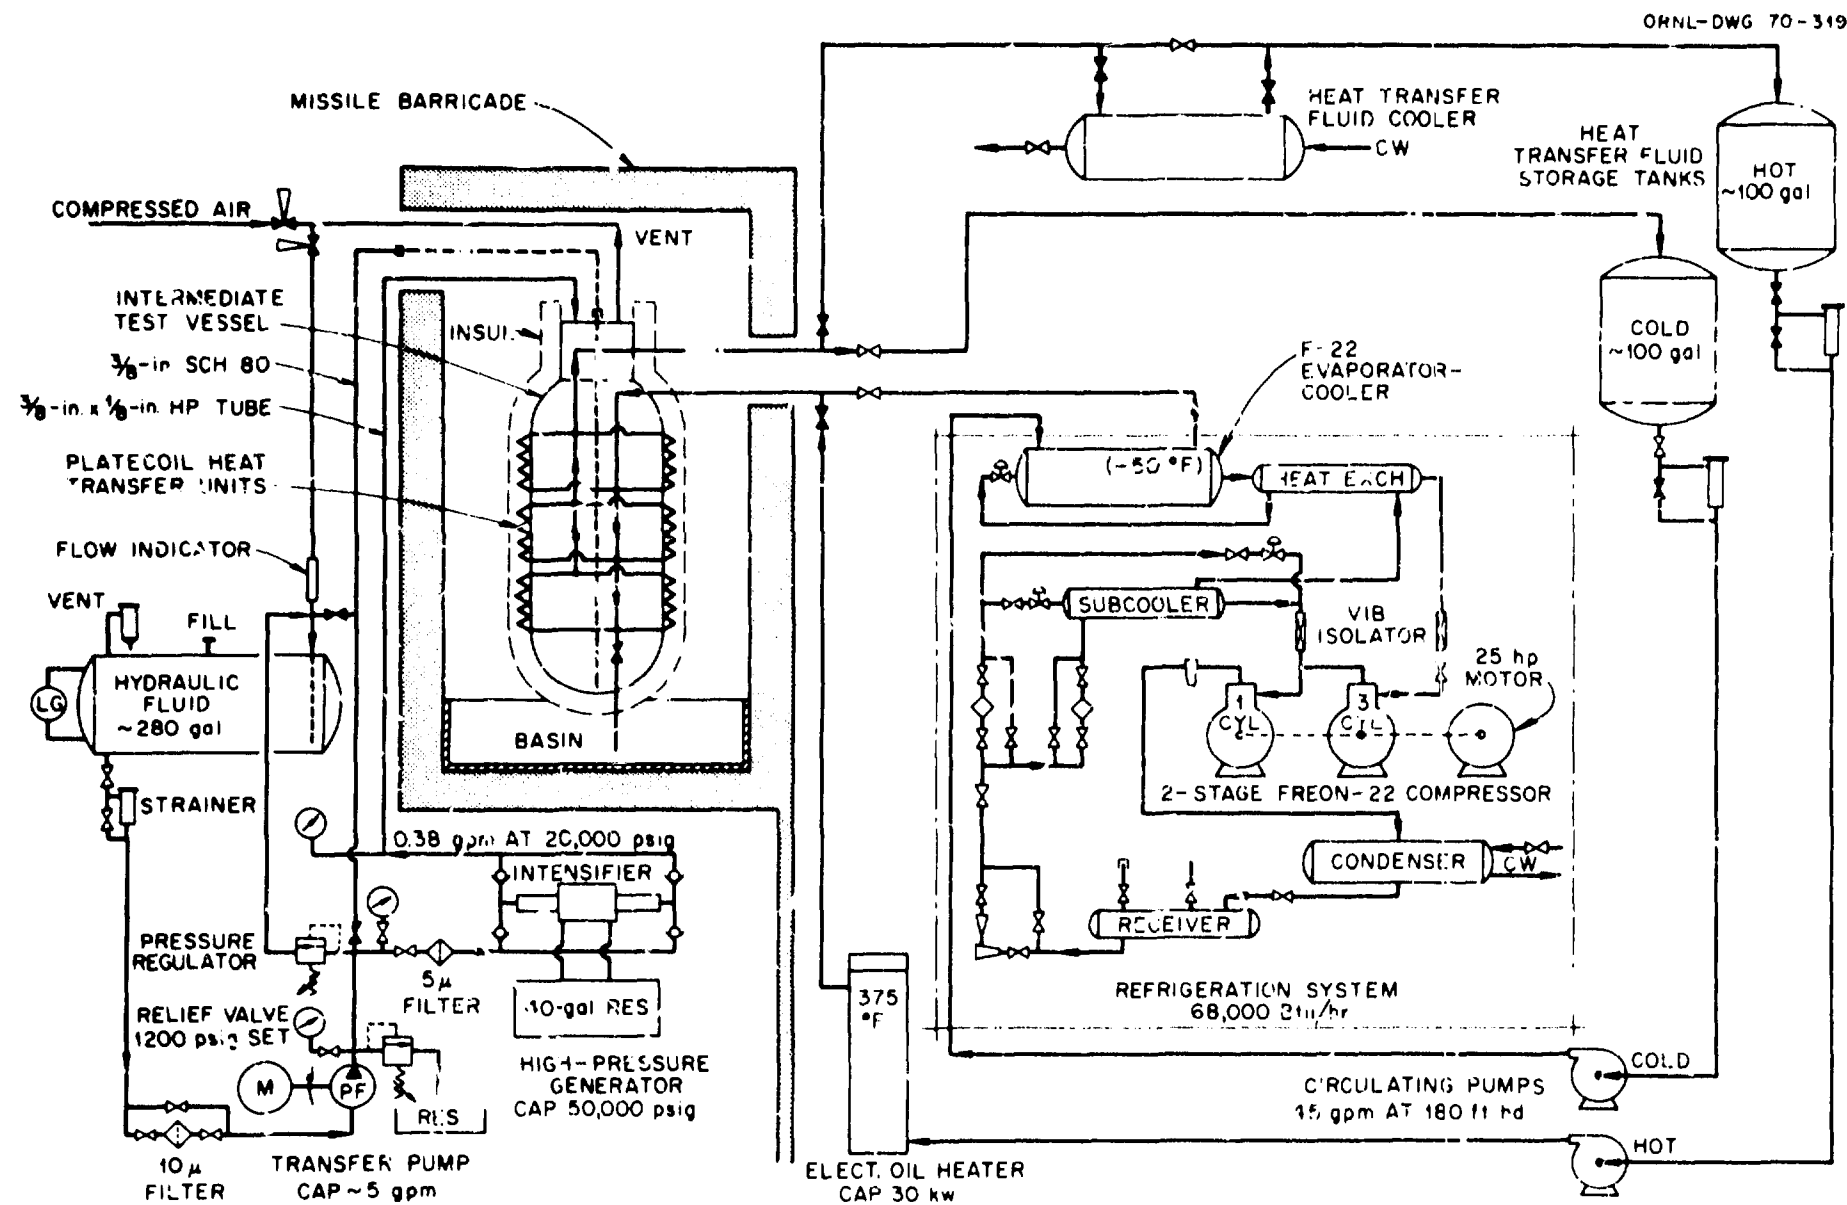 ORNL-DWG 70-319
MISSILE BARRICADE
HEAT TRANSFER
FLUID COOLER
CW
HEAT
TRANSFER FLUID
STORAGE TANKS
HOT
~100 gal
COMPRESSED AIR
VENT
COLD
~100 gal
INTERMEDIATE
TEST VESSEL
INSUL
3/8-in SCH 80
3/8-in. x 1/8-in. HP TUBE
F-22
EVAPORATOR-
COOLER
(-50 °F)
HEAT EXCH
PLATECOIL HEAT
TRANSFER UNITS
FLOW INDICATOR
VENT
FILL
SUBCOOLER
VIB
ISOLATOR
25 hp
MOTOR
LG
HYDRAULIC
FLUID
~280 gal
BASIN
1
CYL
3
CYL
2-STAGE FREON-22 COMPRESSOR
STRAINER
0.38 gpm AT 20,000 psig
INTENSIFIER
CONDENSER
CW
RECEIVER
PRESSURE
REGULATOR
5μ
FILTER
-gal RES
375
°F
REFRIGERATION SYSTEM
68,000 Btu/hr
RELIEF VALVE
1200 psig SET
M
PF
RES
HIGH-PRESSURE
GENERATOR
CAP 50,000 psig
COLD
CIRCULATING PUMPS
gpm AT 180 ft hd
HOT
10μ
FILTER
TRANSFER PUMP
CAP ~5 gpm
ELECT. OIL HEATER
CAP 30 kw